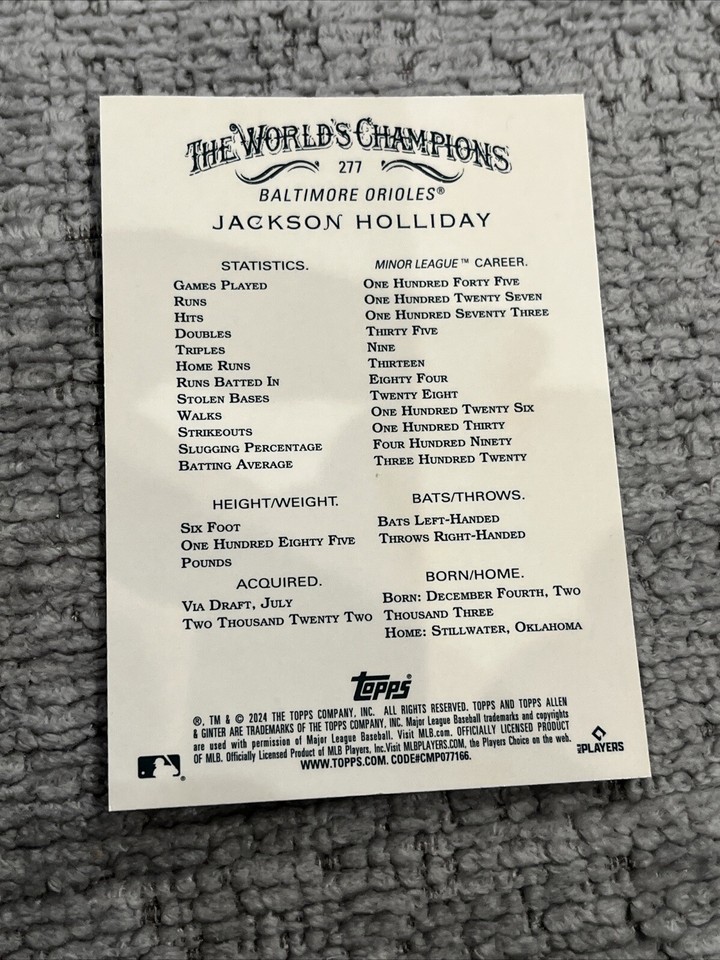 THE WORLD'S CHAMPIONS
277
BALTIMORE ORIOLES®
JACKSON HOLLIDAY
STATISTICS. MINOR LEAGUE™ CAREER.
GAMES PLAYED ONE HUNDRED FORTY FIVE
RUNS ONE HUNDRED TWENTY SEVEN
HITS ONE HUNDRED SEVENTY THREE
DOUBLES THIRTY FIVE
TRIPLES NINE
HOME RUNS THIRTEEN
RUNS BATTED IN EIGHTY FOUR
STOLEN BASES TWENTY EIGHT
WALKS ONE HUNDRED TWENTY SIX
STRIKEOUTS ONE HUNDRED THIRTY
SLUGGING PERCENTAGE FOUR HUNDRED NINETY
BATTING AVERAGE THREE HUNDRED TWENTY
HEIGHT/WEIGHT.
SIX FOOT
ONE HUNDRED EIGHTY FIVE
POUNDS
BATS/THROWS.
BATS LEFT-HANDED
THROWS RIGHT-HANDED
ACQUIRED.
VIA DRAFT, JULY
TWO THOUSAND TWENTY TWO
BORN/HOME.
BORN: DECEMBER FOURTH, TWO
THOUSAND THREE
HOME: STILLWATER, OKLAHOMA
topps®
®, TM & © 2024 THE TOPPS COMPANY, INC. ALL RIGHTS RESERVED. TOPPS AND TOPPS ALLEN
& GINTER ARE TRADEMARKS OF THE TOPPS COMPANY, INC. Major League Baseball trademarks and copyrights
are used with permission of Major League Baseball. Visit MLB.com. OFFICIALLY LICENSED PRODUCT
OF MLB. Officially Licensed Product of MLB Players, Inc.Visit MLBPLAYERS.COM, the Players Choice on the web.
WWW.TOPPS.COM. CODE#CMP077166.
MLB PLAYERS